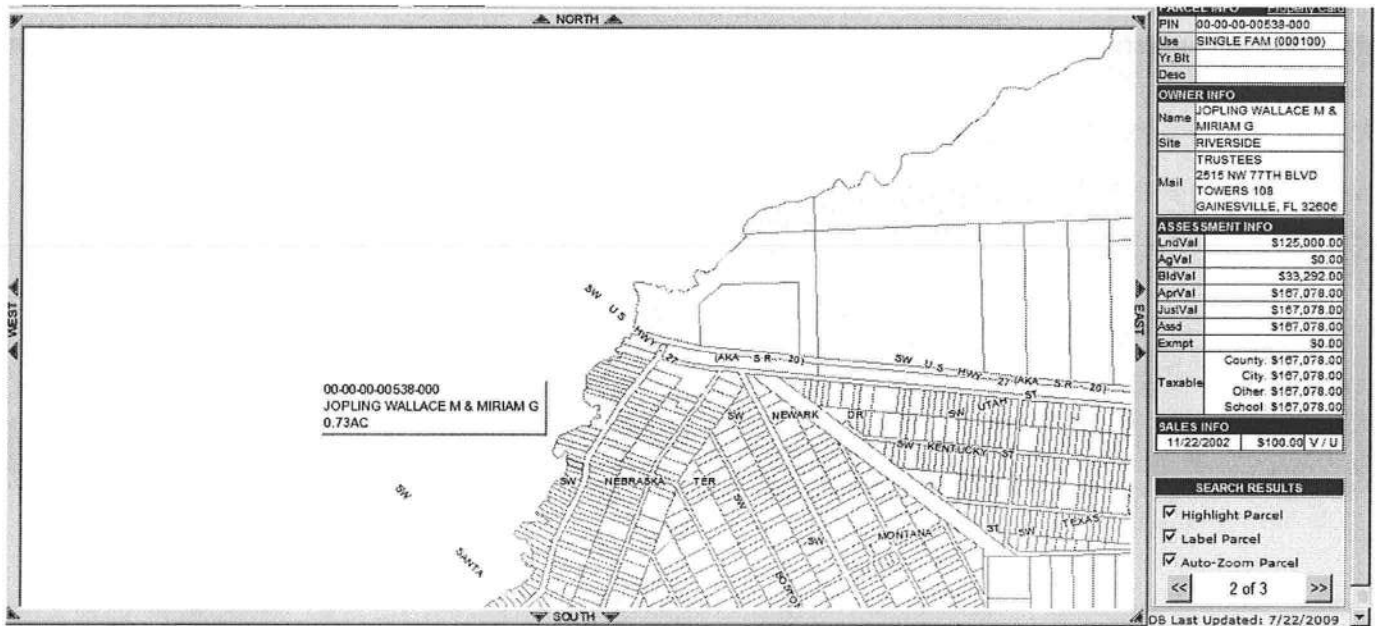 NORTH
WEST
EAST
SOUTH
SW U S HWY 27 (AKA S R 20)
SW U S HWY 27 (AKA S R 20)
00-00-00-00538-000
JOPLING WALLACE M & MIRIAM G
0.73AC
SW UTAH ST
SW NEWARK DR
SW KENTUCKY ST
SW NEBRASKA TER
SW
SW MONTANA ST
SW TEXAS
BOSTON
SW
SANTA
PARCEL INFO Property Card
PIN 00-00-00-00538-000
Use SINGLE FAM (000100)
Yr.Blt
Desc
OWNER INFO
Name JOPLING WALLACE M &
MIRIAM G
Site RIVERSIDE
Mail TRUSTEES
2515 NW 77TH BLVD
TOWERS 108
GAINESVILLE, FL 32606
ASSESSMENT INFO
LndVal $125,000.00
AgVal $0.00
BldVal $33,292.00
AprVal $167,078.00
JustVal $167,078.00
Assd $167,078.00
Exmpt $0.00
Taxable County: $167,078.00
City: $167,078.00
Other: $167,078.00
School: $167,078.00
SALES INFO
11/22/2002 $100.00 V / U
SEARCH RESULTS
Highlight Parcel
Label Parcel
Auto-Zoom Parcel
<< 2 of 3 >>
DB Last Updated: 7/22/2009